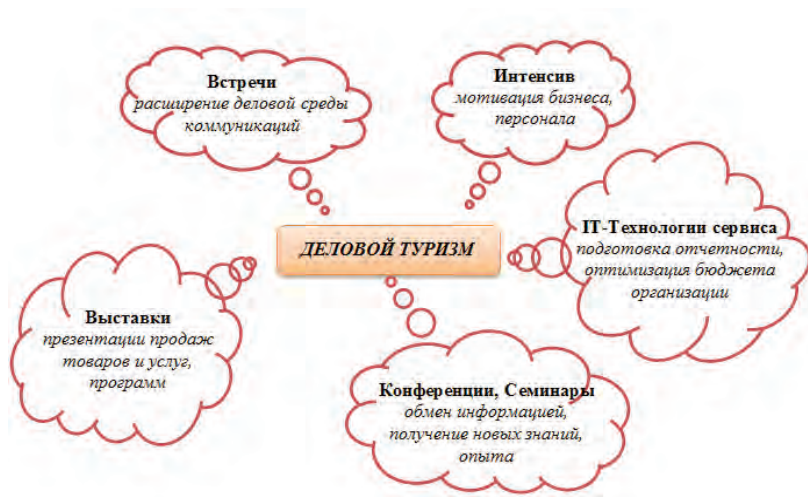 Встречи
расширение деловой среды
коммуникаций
Интенсив
мотивация бизнеса,
персонала
ДЕЛОВОЙ ТУРИЗМ
IT-Технологии сервиса
подготовка отчетности,
оптимизация бюджета
организации
Выставки
презентации продаж
товаров и услуг,
программ
Конференции, Семинары
обмен информацией,
получение новых знаний,
опыта